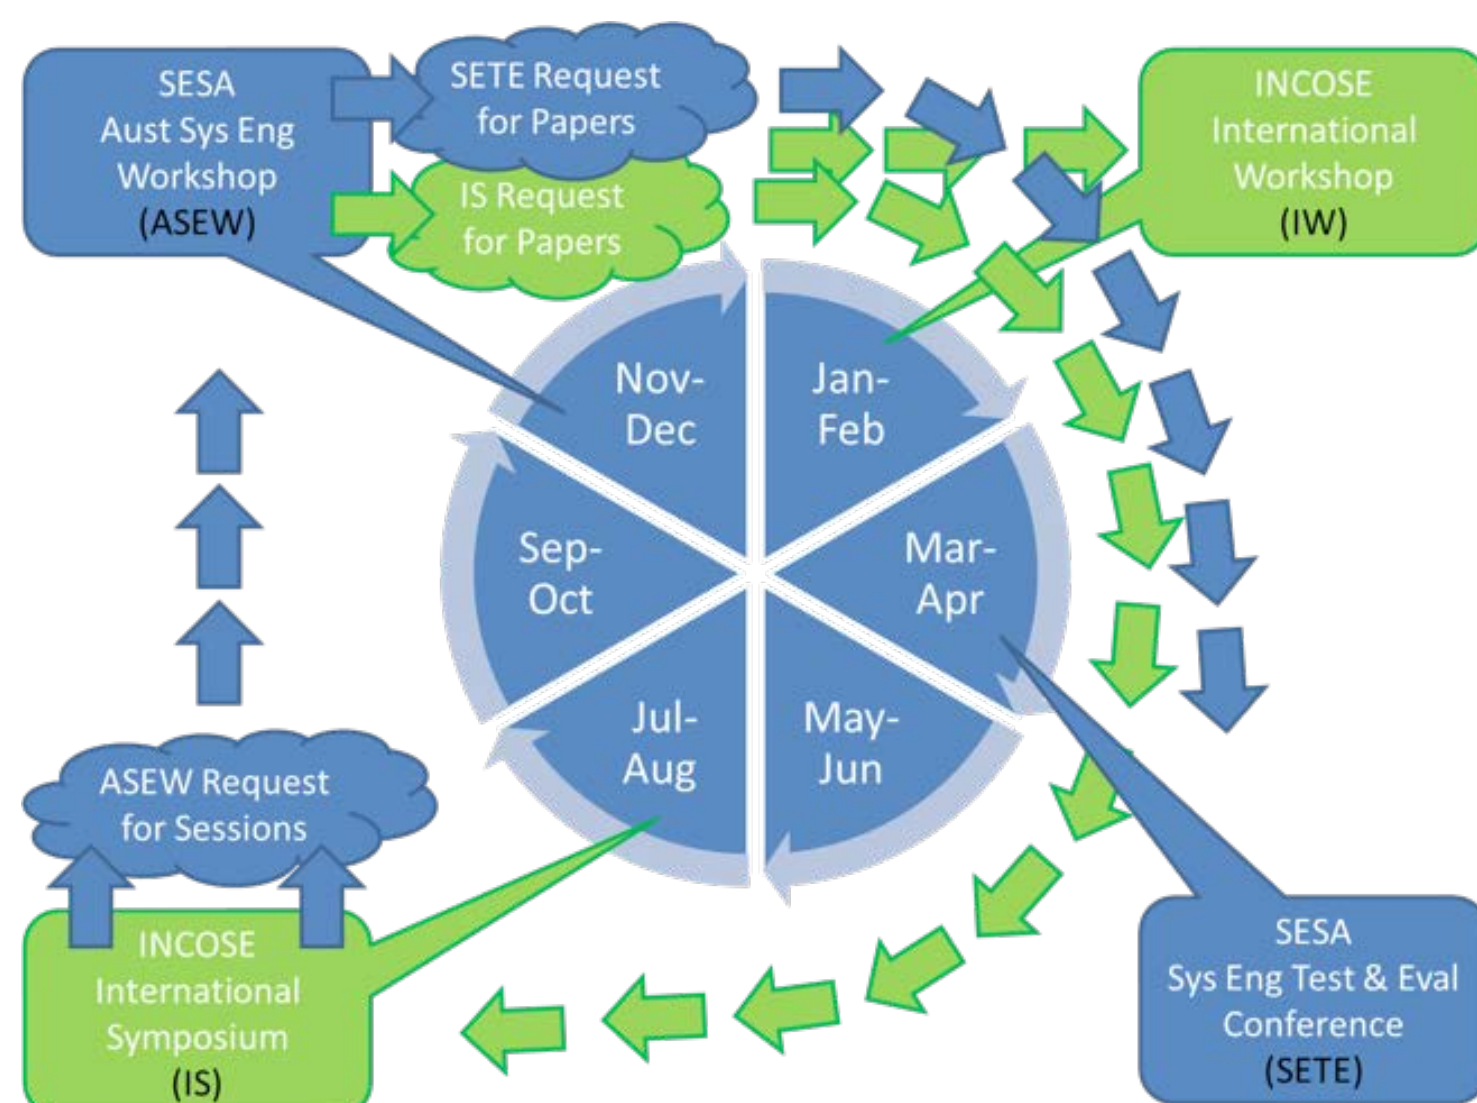 SESA
Aust Sys Eng
Workshop
(ASEW)
SETE Request
for Papers
IS Request
for Papers
INCOSE
International
Workshop
(IW)
Nov-
Dec
Jan-
Feb
Sep-
Oct
Mar-
Apr
Jul-
Aug
May-
Jun
ASEW Request
for Sessions
INCOSE
International
Symposium
(IS)
SESA
Sys Eng Test & Eval
Conference
(SETE)